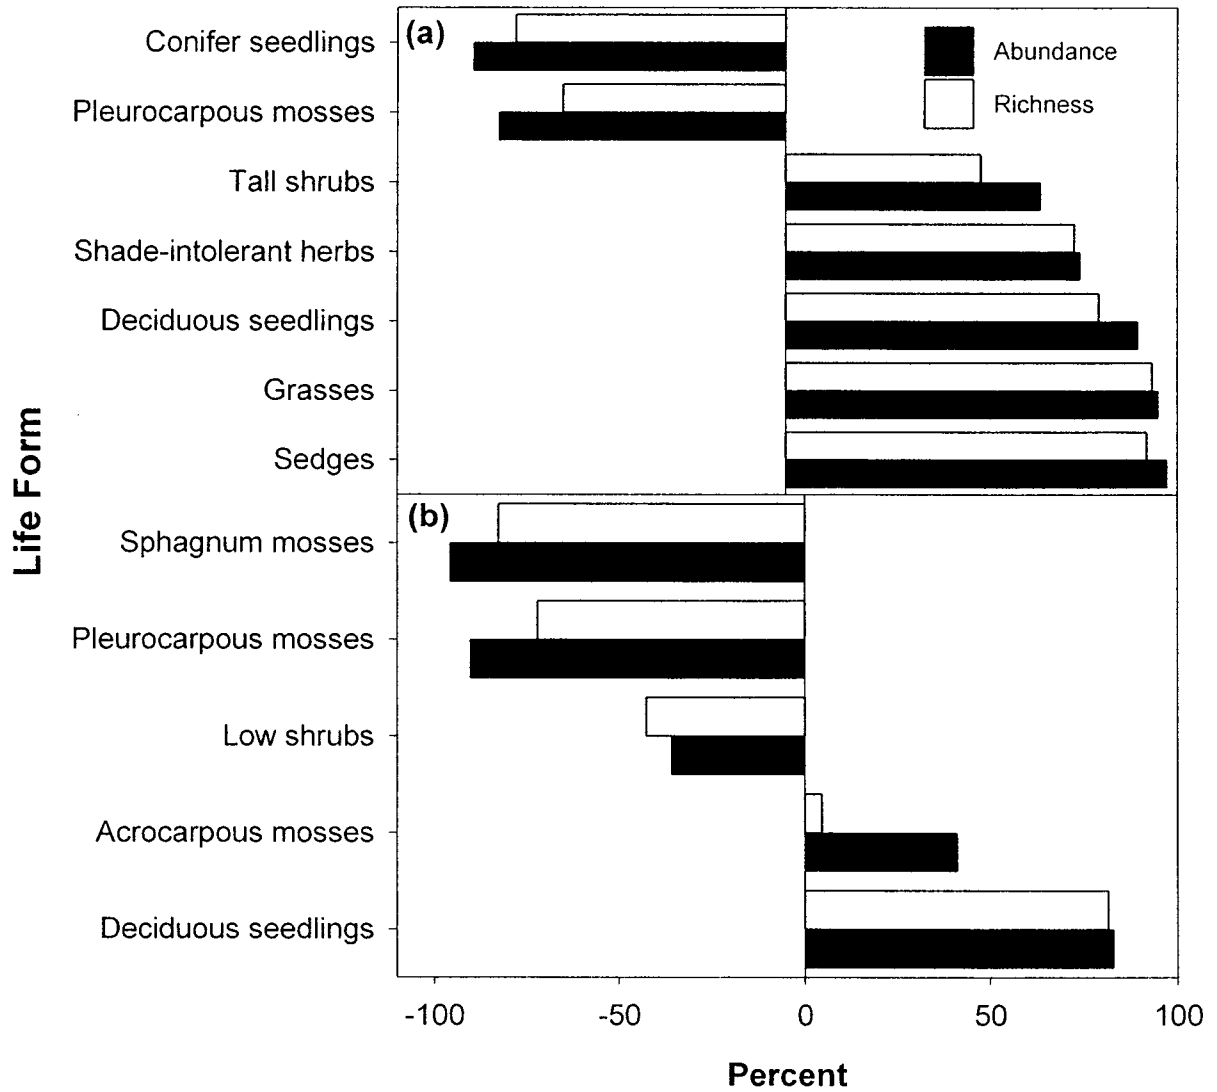 (a)
Abundance
Richness
Conifer seedlings
Pleurocarpous mosses
Tall shrubs
Shade-intolerant herbs
Deciduous seedlings
Grasses
Sedges
Life Form
(b)
Sphagnum mosses
Pleurocarpous mosses
Low shrubs
Acrocarpous mosses
Deciduous seedlings
-100 -50 0 50 100
Percent